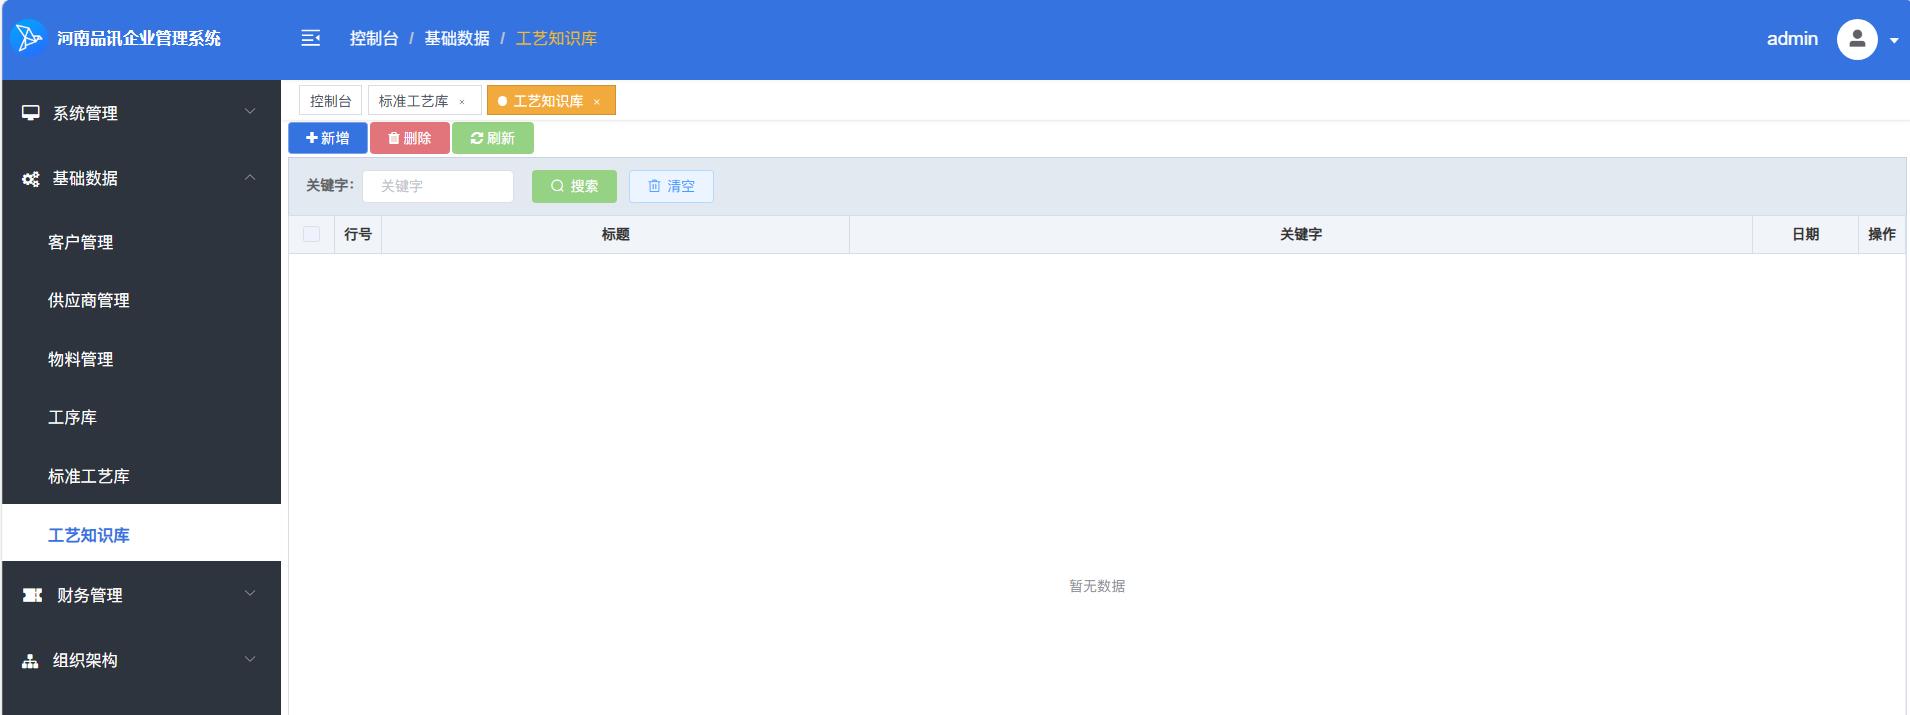 河南品讯企业管理系统
控制台 / 基础数据 / 工艺知识库
admin
系统管理
基础数据
客户管理
供应商管理
物料管理
工序库
标准工艺库
工艺知识库
财务管理
组织架构
控制台 标准工艺库 × 工艺知识库 ×
新增 删除 刷新
关键字: 关键字 搜索 清空
行号 标题 关键字 日期 操作
暂无数据